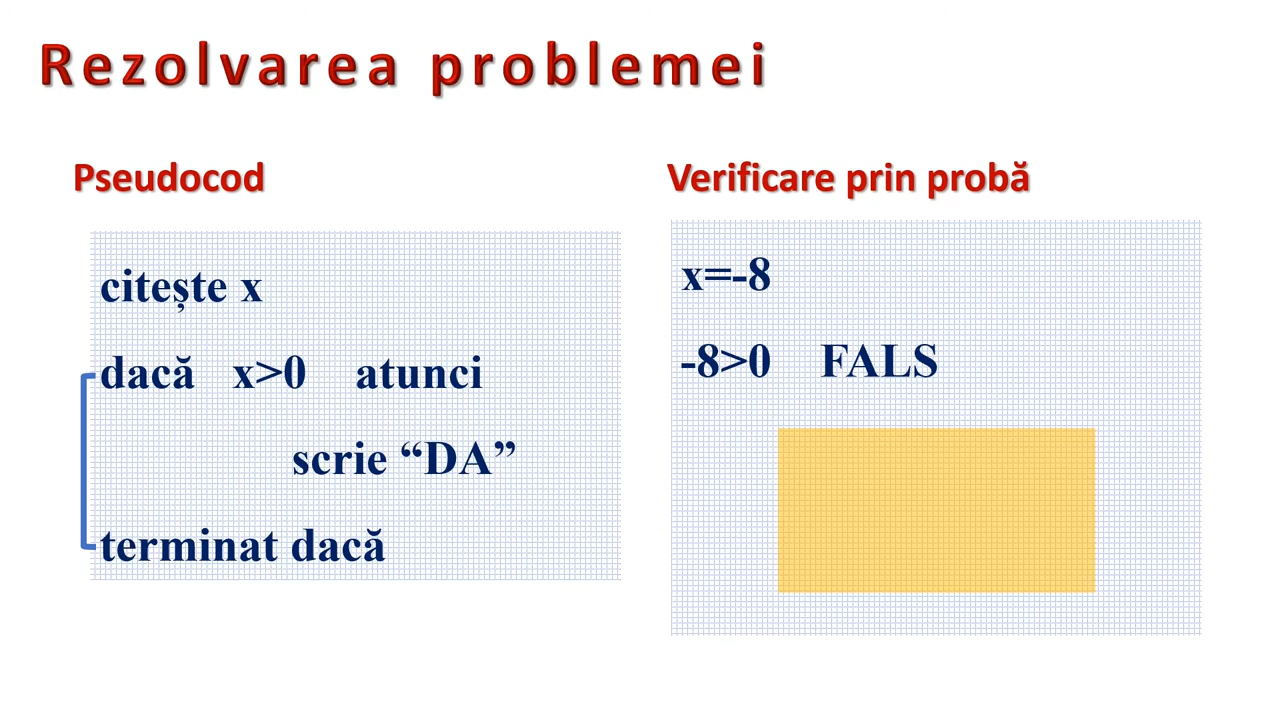 Rezolvarea problemei
Pseudocod
citește x
dacă x>0 atunci
scrie “DA”
terminat dacă
Verificare prin probă
x=-8
-8>0 FALS